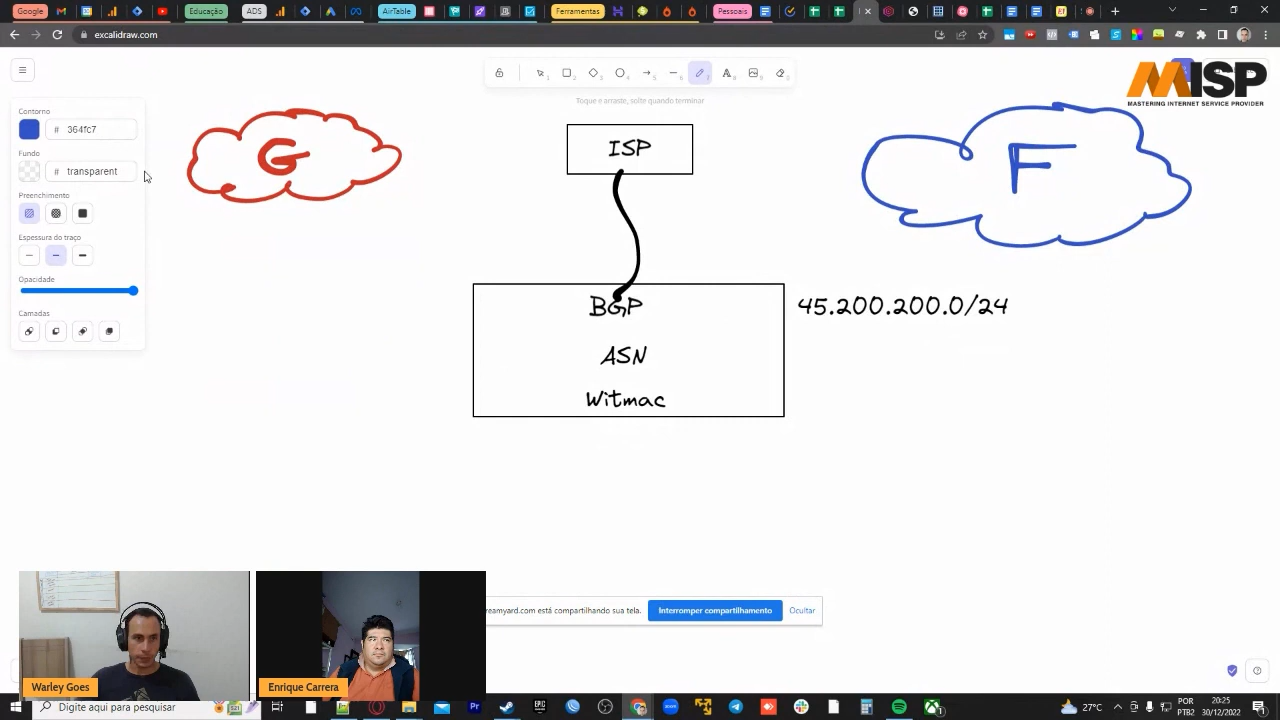 Google
Educação
ADS
AirTable
Ferramentas
Pessoais
excalidraw.com
MISP
MASTERING INTERNET SERVICE PROVIDER
Toque e arraste, solte quando terminar
Contorno
# 364fc7
Fundo
# transparent
Preenchimento
Espessura do traço
Opacidade
Camadas
G
ISP
F
BGP
45.200.200.0/24
ASN
Witmac
reamyard.com está compartilhando sua tela.
Interromper compartilhamento
Ocultar
Warley Goes
Enrique Carrera
Digite aqui para pesquisar
EPIC
zoom
27°C
POR
PTB2
20:25
30/12/2022